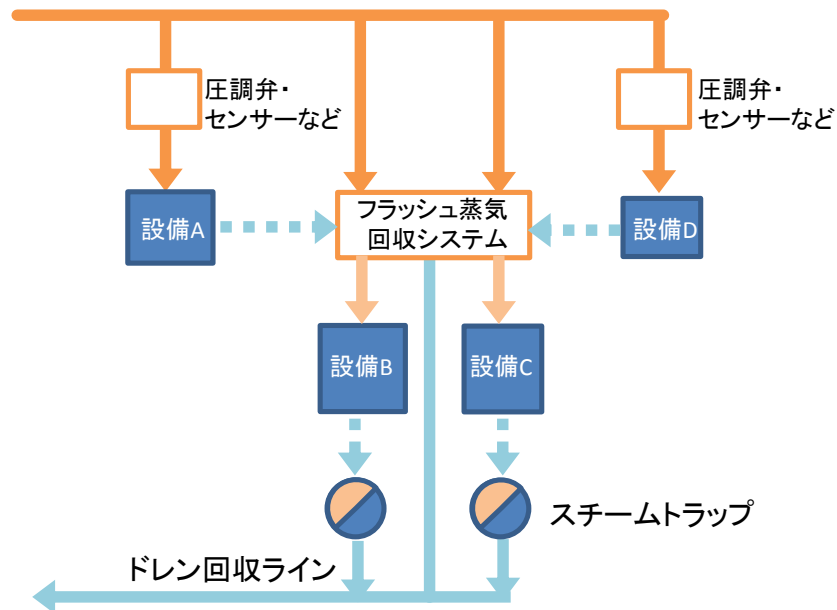 圧調弁・
センサーなど
圧調弁・
センサーなど
設備A
フラッシュ蒸気
回収システム
設備D
設備B
設備C
スチームトラップ
ドレン回収ライン